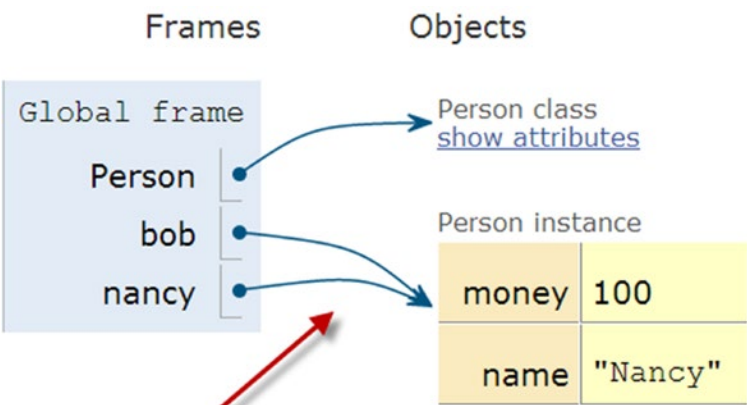 Frames Objects
Global frame
Person
bob
nancy
Person class
show attributes
Person instance
money 100
name "Nancy"